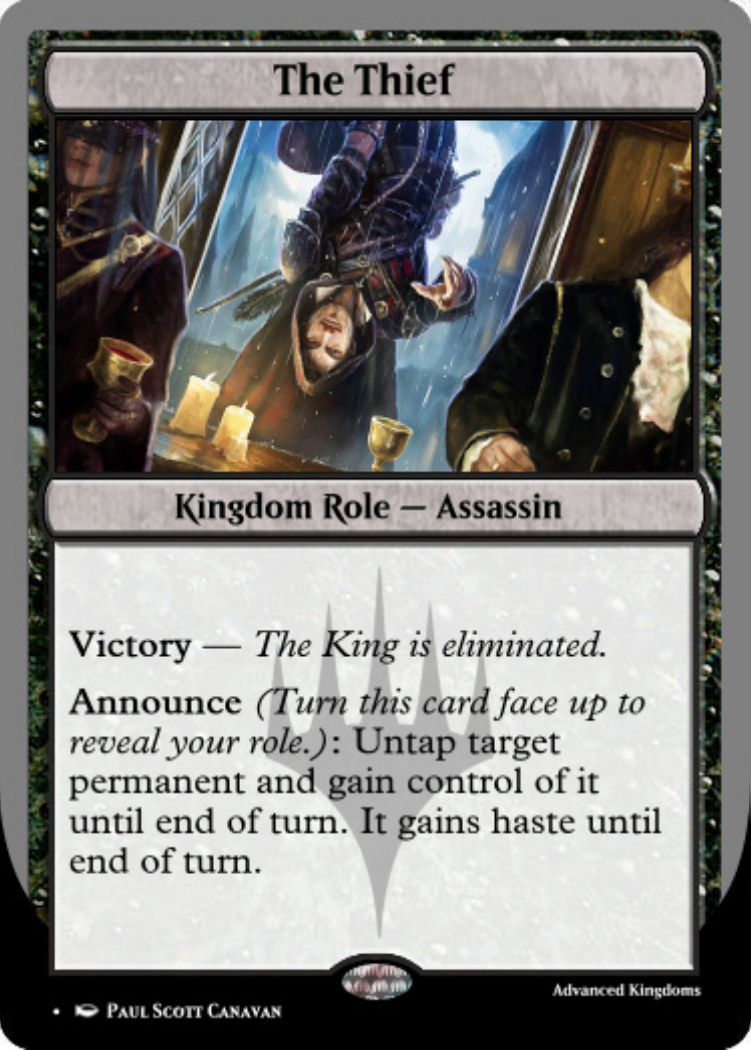 The Thief
Kingdom Role — Assassin
Victory — The King is eliminated.
Announce (Turn this card face up to
reveal your role.): Untap target
permanent and gain control of it
until end of turn. It gains haste until
end of turn.
Advanced Kingdoms
• Paul Scott Canavan